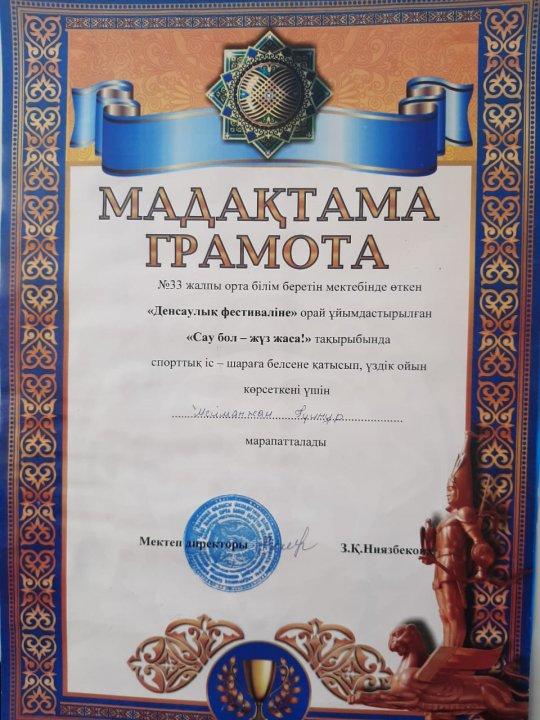 МАДАҚТАМА
ГРАМОТА
№33 жалпы орта білім беретін мектебінде өткен
«Денсаулық фестиваліне» орай ұйымдастырылған
«Сау бол – жүз жаса!» тақырыбында
спорттық іс – шараға белсене қатысып, үздік ойын
көрсеткені үшін
марапатталады
Мектеп директоры З.Қ.Ниязбекова